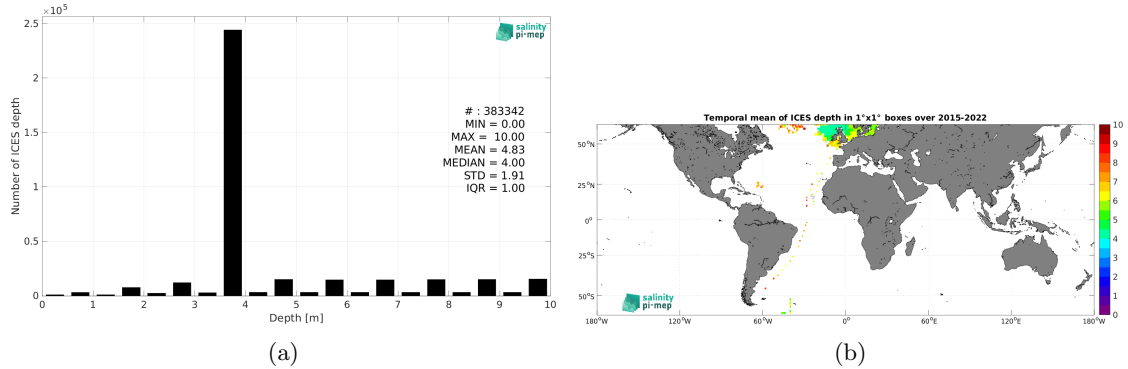 ×10⁵
2.5
2
1.5
1
0.5
0
Number of ICES depth
salinity
pi-mep
# : 383342
MIN = 0.00
MAX = 10.00
MEAN = 4.83
MEDIAN = 4.00
STD = 1.91
IQR = 1.00
0 1 2 3 4 5 6 7 8 9 10
Depth [m]
(a)
Temporal mean of ICES depth in 1°x1° boxes over 2015-2022
50°N
25°N
0°
25°S
50°S
180°W 120°W 60°W 0° 60°E 120°E 180°E
salinity
pi-mep
10
9
8
7
6
5
4
3
2
1
0
(b)